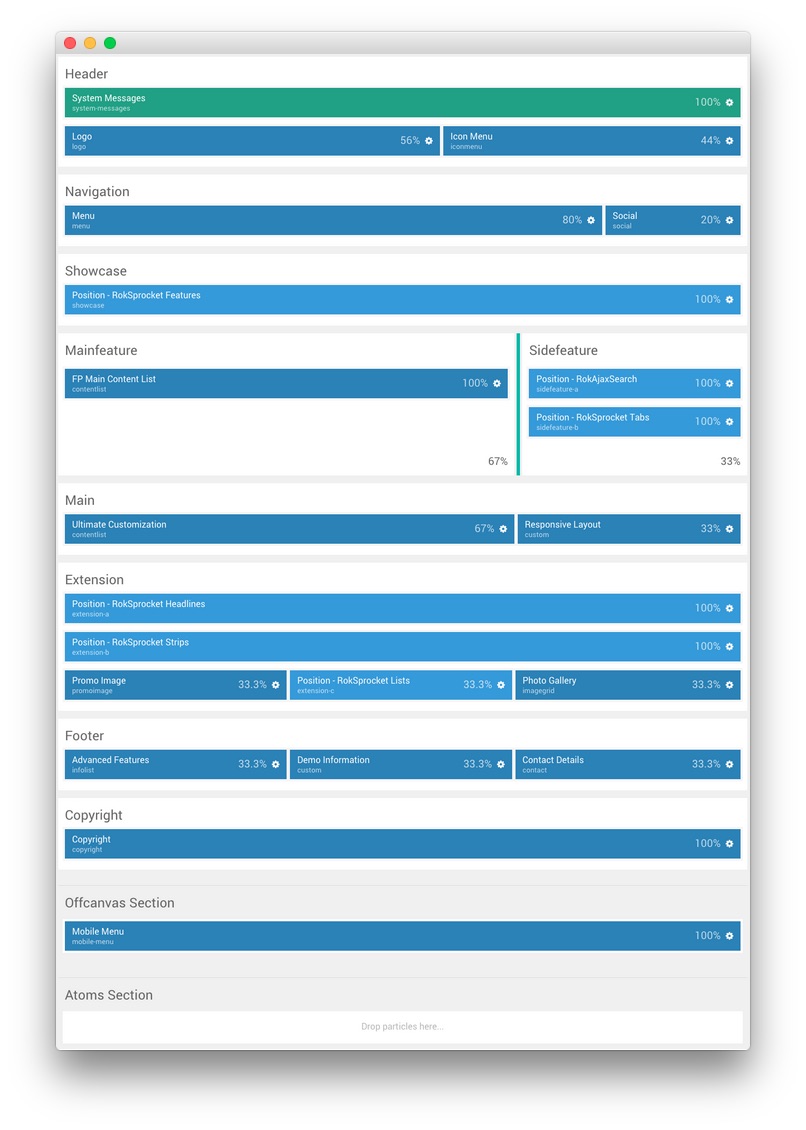 Header
System Messages 100%
system-messages
Logo 56% Icon Menu 44%
logo iconmenu
Navigation
Menu 80% Social 20%
menu social
Showcase
Position - RokSprocket Features 100%
showcase
Mainfeature
FP Main Content List 100%
contentlist
67%
Sidefeature
Position - RokAjaxSearch 100%
sidefeature-a
Position - RokSprocket Tabs 100%
sidefeature-b
33%
Main
Ultimate Customization 67% Responsive Layout 33%
contentlist custom
Extension
Position - RokSprocket Headlines 100%
extension-a
Position - RokSprocket Strips 100%
extension-b
Promo Image 33.3% Position - RokSprocket Lists 33.3% Photo Gallery 33.3%
promoimage extension-c imagegrid
Footer
Advanced Features 33.3% Demo Information 33.3% Contact Details 33.3%
infolist custom contact
Copyright
Copyright 100%
copyright
Offcanvas Section
Mobile Menu 100%
mobile-menu
Atoms Section
Drop particles here...